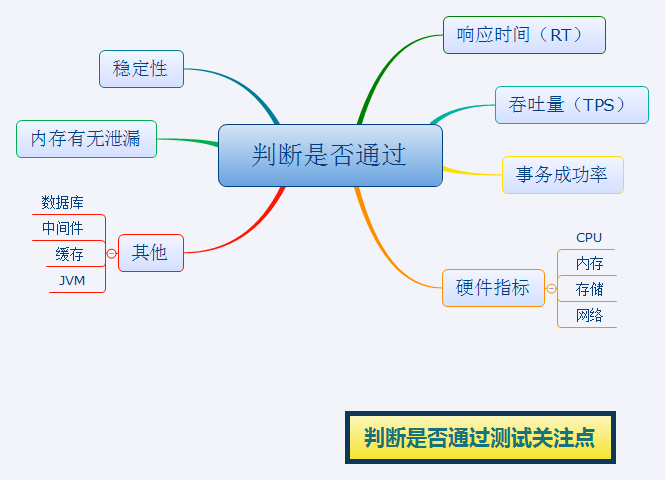 响应时间（RT）
稳定性
吞吐量（TPS）
内存有无泄漏
判断是否通过
事务成功率
数据库
中间件
缓存
JVM
其他
硬件指标
CPU
内存
存储
网络
判断是否通过测试关注点